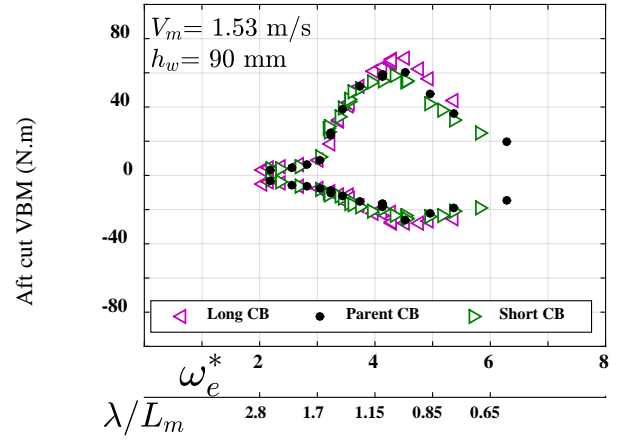 V_m= 1.53 m/s
h_w= 90 mm
80
40
0
-40
-80
Aft cut VBM (N.m)
Long CB Parent CB Short CB
2 4 6 8
ω_e^*
λ/L_m 2.8 1.7 1.15 0.85 0.65